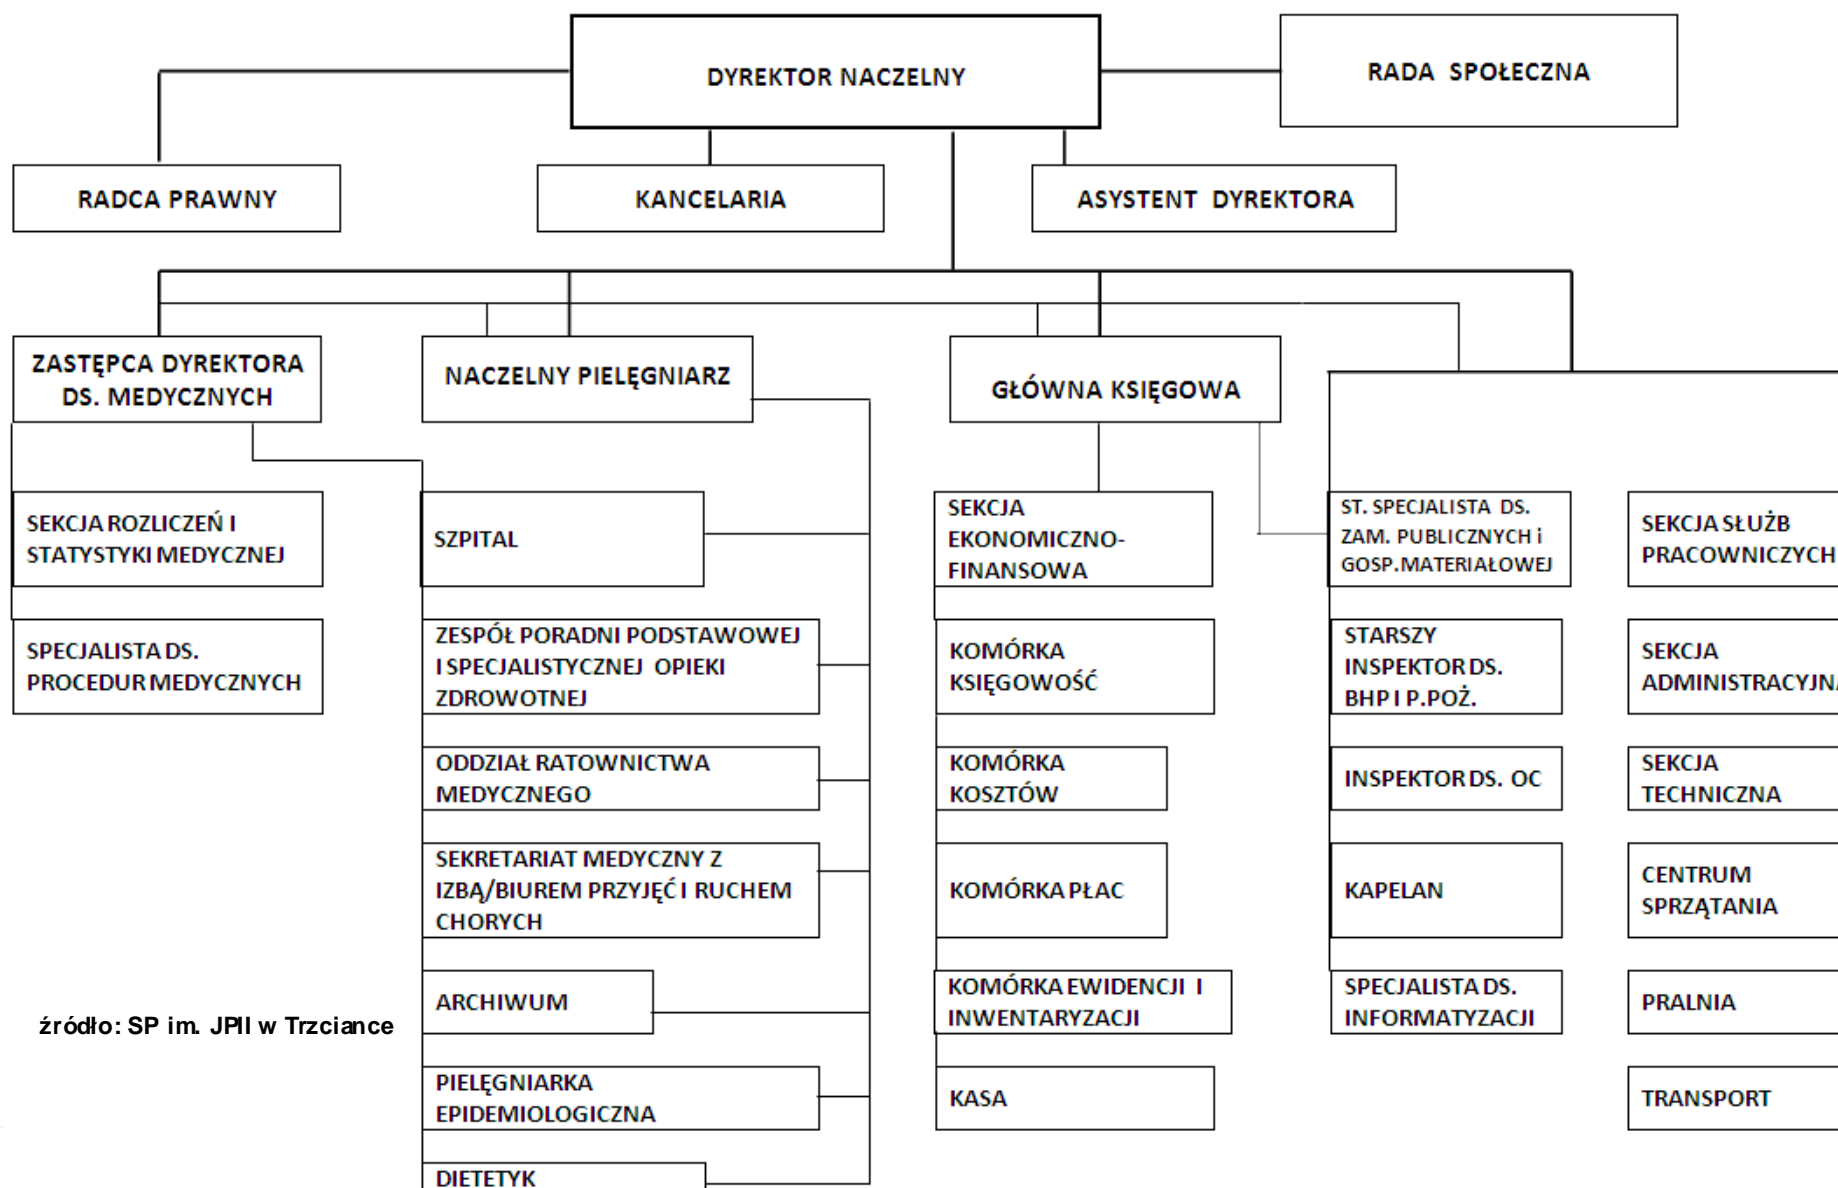 DYREKTOR NACZELNY
RADA SPOŁECZNA
RADCA PRAWNY
KANCELARIA
ASYSTENT DYREKTORA
ZASTĘPCA DYREKTORA
DS. MEDYCZNYCH
NACZELNY PIELĘGNIARZ
GŁÓWNA KSIĘGOWA
SEKCJA ROZLICZEŃ I
STATYSTYKI MEDYCZNEJ
SPECJALISTA DS.
PROCEDUR MEDYCZNYCH
SZPITAL
ZESPÓŁ PORADNI PODSTAWOWEJ
I SPECJALISTYCZNEJ OPIEKI
ZDROWOTNEJ
ODDZIAŁ RATOWNICTWA
MEDYCZNEGO
SEKRETARIAT MEDYCZNY Z
IZBĄ/BIUREM PRZYJĘĆ I RUCHEM
CHORYCH
ARCHIWUM
PIELĘGNIARKA
EPIDEMIOLOGICZNA
DIETETYK
SEKCJA
EKONOMICZNO-
FINANSOWA
KOMÓRKA
KSIĘGOWOŚĆ
KOMÓRKA
KOSZTÓW
KOMÓRKA PŁAC
KOMÓRKA EWIDENCJI I
INWENTARYZACJI
KASA
ST. SPECJALISTA DS.
ZAM. PUBLICZNYCH i
GOSP.MATERIAŁOWEJ
STARSZY
INSPEKTOR DS.
BHP I P.POŻ.
INSPEKTOR DS. OC
KAPELAN
SPECJALISTA DS.
INFORMATYZACJI
SEKCJA SŁUŻB
PRACOWNICZYCH
SEKCJA
ADMINISTRACYJNA
SEKCJA
TECHNICZNA
CENTRUM
SPRZĄTANIA
PRALNIA
TRANSPORT
źródło: SP im. JPII w Trzciance